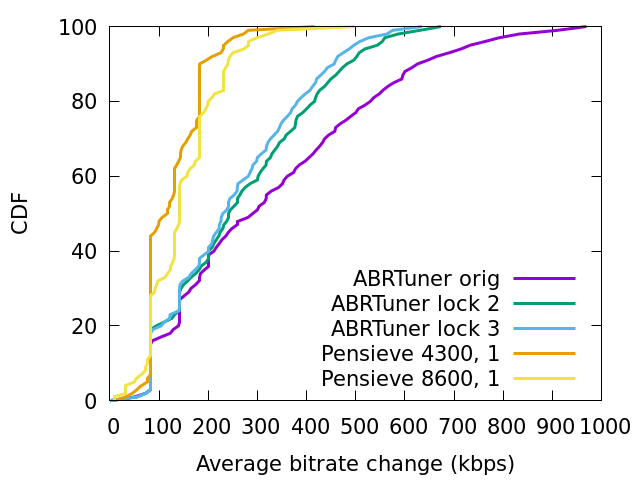 100
80
60
40
20
0
CDF
ABRTuner orig
ABRTuner lock 2
ABRTuner lock 3
Pensieve 4300, 1
Pensieve 8600, 1
0 100 200 300 400 500 600 700 800 900 1000
Average bitrate change (kbps)